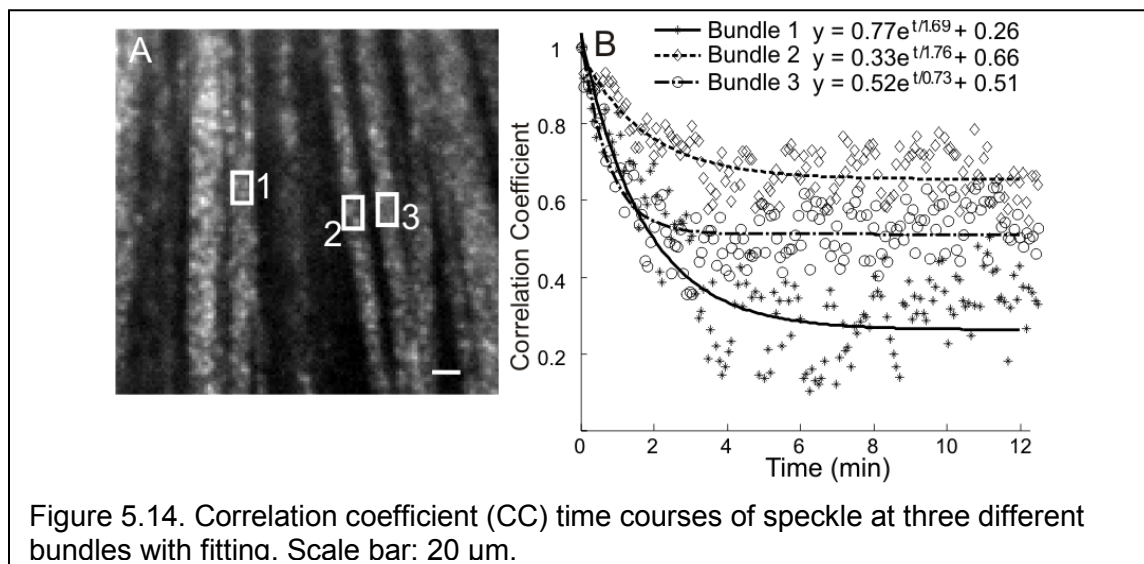 A
1
2
3
B
Bundle 1 y = 0.77e^t/1.69 + 0.26
Bundle 2 y = 0.33e^t/1.76 + 0.66
Bundle 3 y = 0.52e^t/0.73 + 0.51
Correlation Coefficient
1
0.8
0.6
0.4
0.2
0 2 4 6 8 10 12
Time (min)
Figure 5.14. Correlation coefficient (CC) time courses of speckle at three different
bundles with fitting. Scale bar: 20 μm.